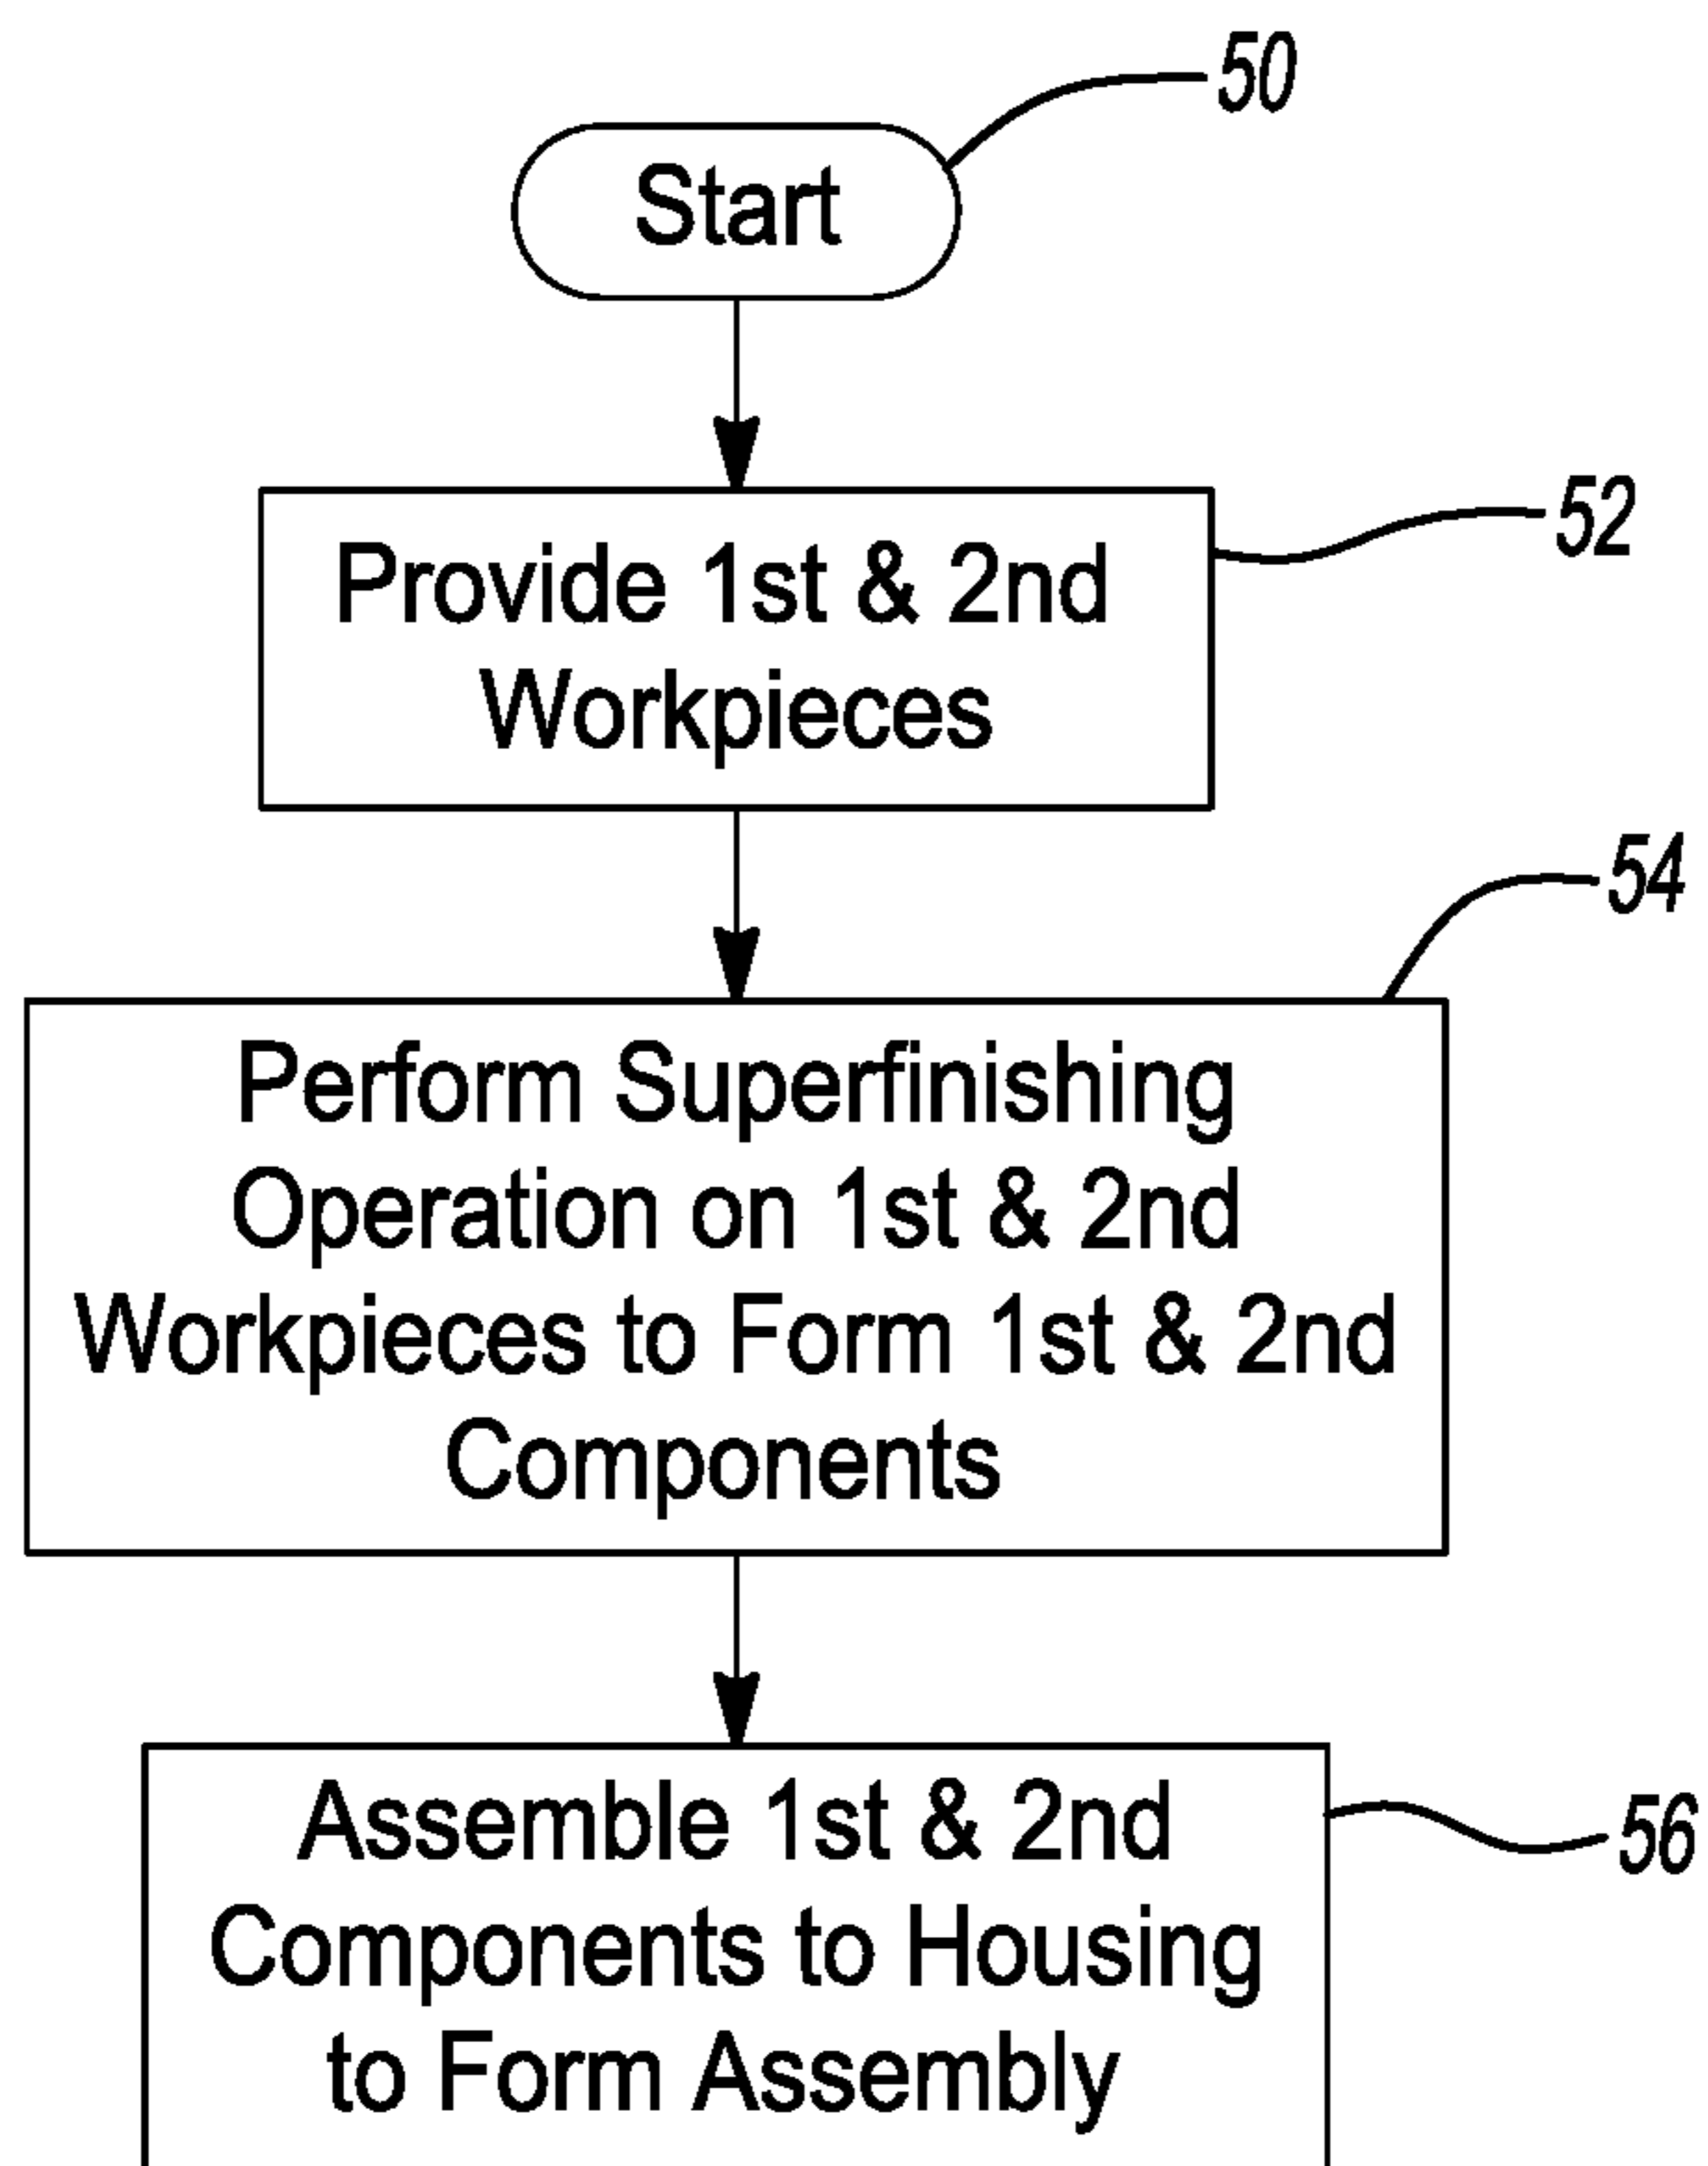 50
Start
52
Provide 1st & 2nd
Workpieces
54
Perform Superfinishing
Operation on 1st & 2nd
Workpieces to Form 1st & 2nd
Components
56
Assemble 1st & 2nd
Components to Housing
to Form Assembly